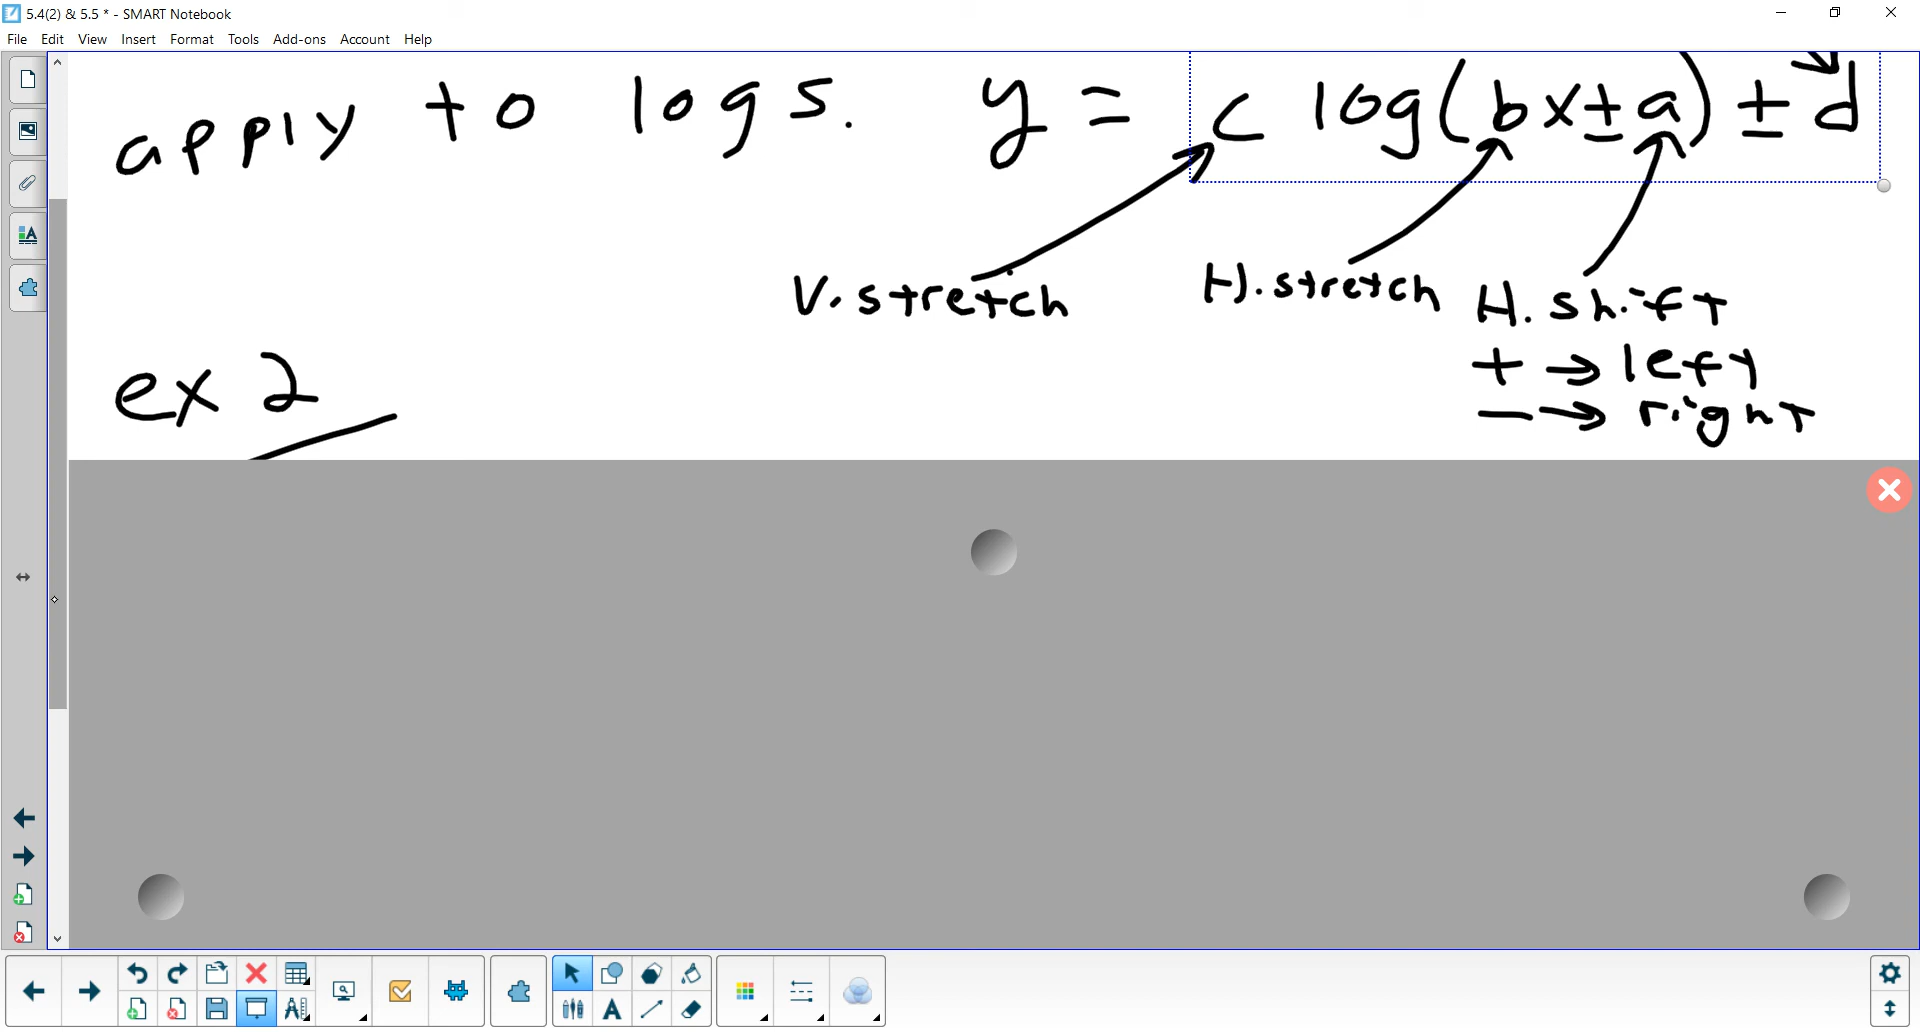 5.4(2) & 5.5 * - SMART Notebook
File Edit View Insert Format Tools Add-ons Account Help
apply to logs. y = c log(bx±a) ± d
V. stretch
H. stretch
H. shift
+ → left
— → right
ex 2